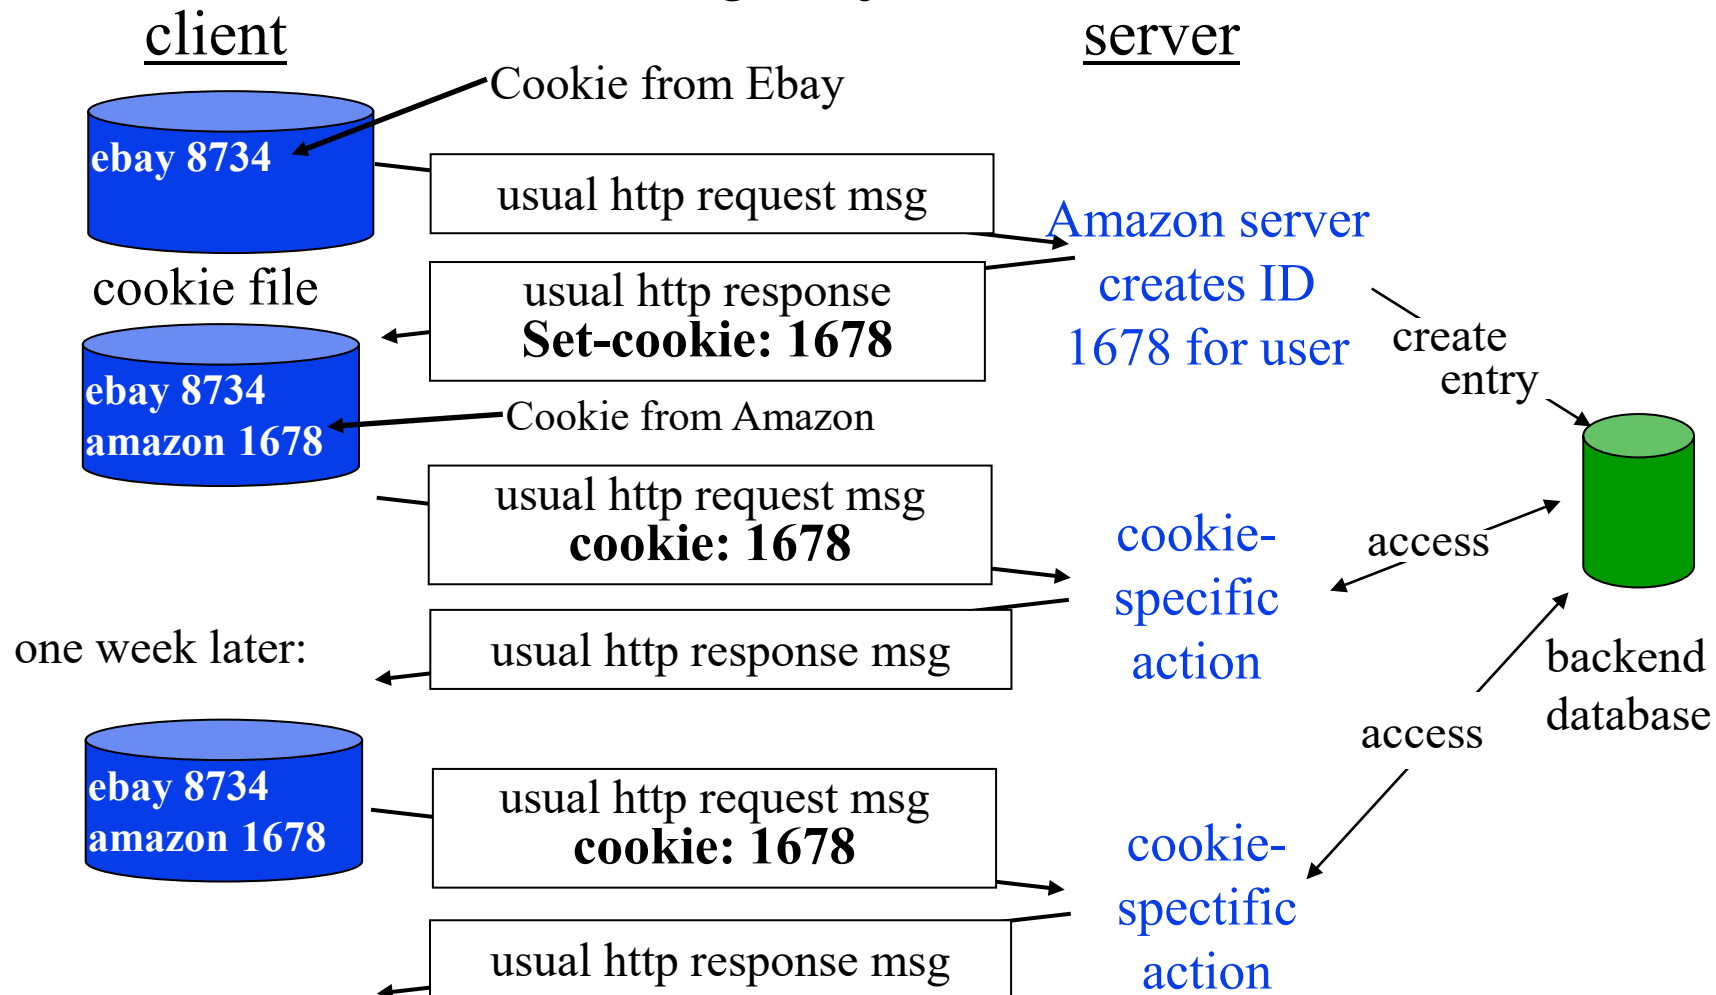 client
server
Cookie from Ebay
ebay 8734
usual http request msg
Amazon server
creates ID
1678 for user
cookie file
usual http response
Set-cookie: 1678
create
entry
ebay 8734
amazon 1678
Cookie from Amazon
usual http request msg
cookie: 1678
cookie-
specific
action
access
one week later:
usual http response msg
backend
database
access
ebay 8734
amazon 1678
usual http request msg
cookie: 1678
cookie-
spectific
action
usual http response msg